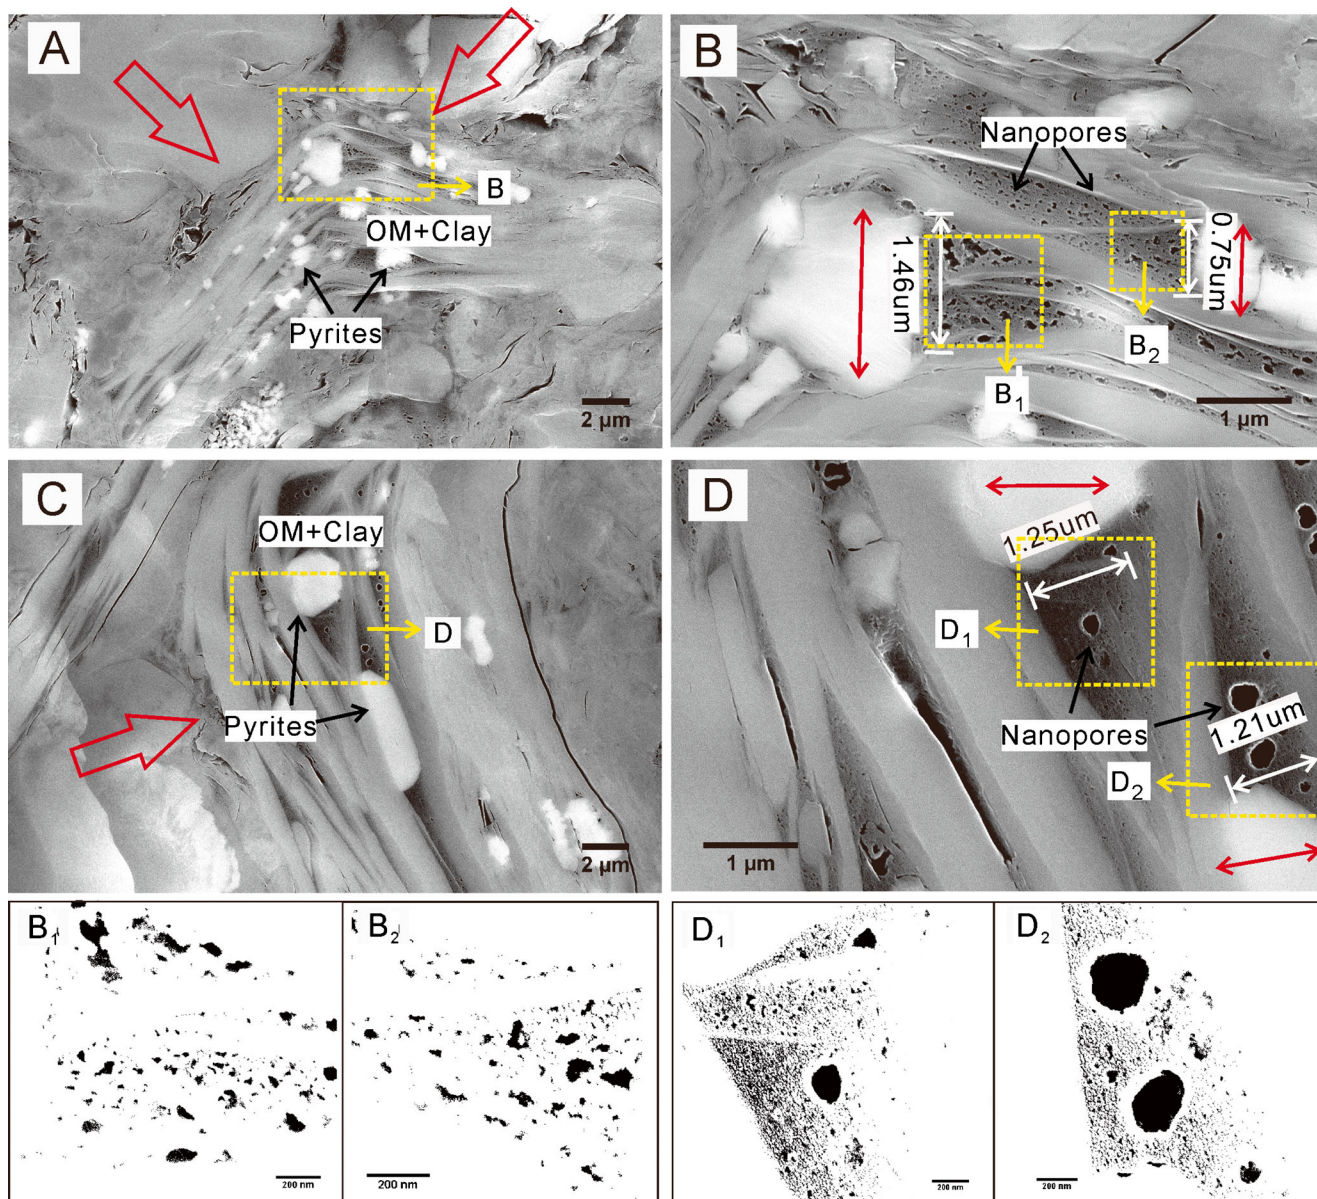 A
B
OM+Clay
Pyrites
2 µm
B
Nanopores
1.46um
0.75um
B₂
B₁
1 µm
C
OM+Clay
D
Pyrites
2 µm
D
1.25um
D₁
Nanopores
1.21um
D₂
1 µm
B₁
200 nm
B₂
200 nm
D₁
200 nm
D₂
200 nm